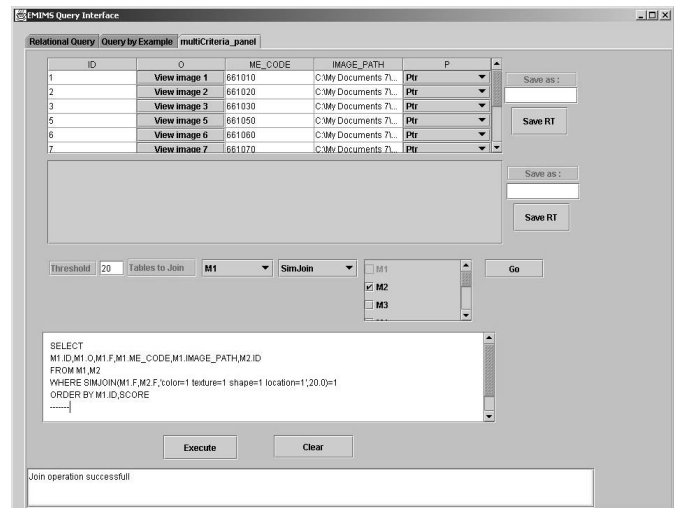 EMIMS Query Interface
Relational Query Query by Example multiCriteria_panel
ID O ME_CODE IMAGE_PATH P
1 View image 1 661010 C:\My Documents 7\... Ptr
2 View image 2 661020 C:\My Documents 7\... Ptr
3 View image 3 661030 C:\My Documents 7\... Ptr
5 View image 5 661050 C:\My Documents 7\... Ptr
6 View image 6 661060 C:\My Documents 7\... Ptr
7 View image 7 661070 C:\My Documents 7\... Ptr
Save as :
Save RT
Save as :
Save RT
Threshold 20 Tables to Join M1 SimJoin
M1
M2
M3
Go
SELECT
M1.ID,M1.O,M1.F,M1.ME_CODE,M1.IMAGE_PATH,M2.ID
FROM M1,M2
WHERE SIMJOIN(M1.F,M2.F,'color=1 texture=1 shape=1 location=1',20.0)=1
ORDER BY M1.ID,SCORE
-------
Execute Clear
Join operation successfull